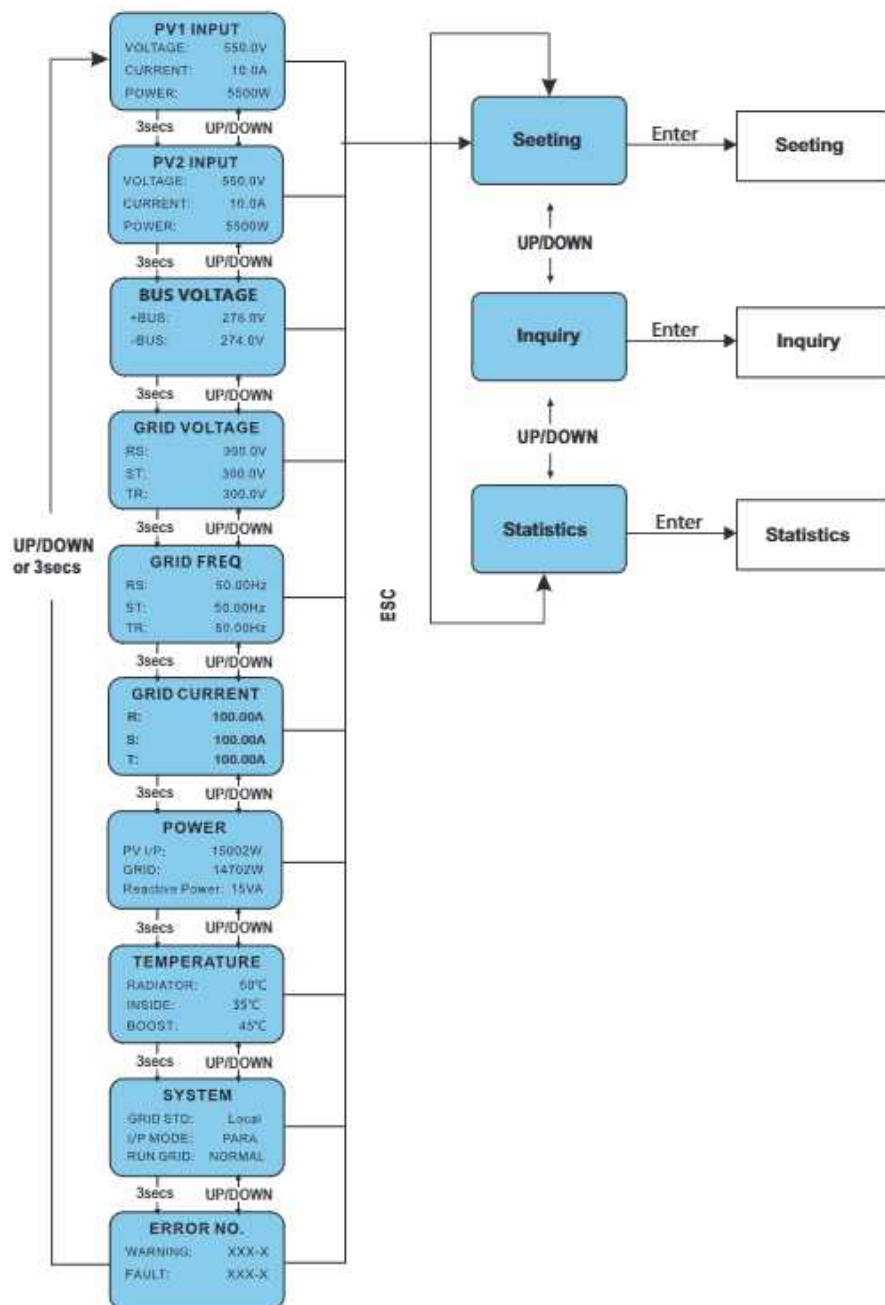 PV1 INPUT
VOLTAGE: 550.0V
CURRENT: 10.0A
POWER: 5500W
3secs UP/DOWN
PV2 INPUT
VOLTAGE: 550.0V
CURRENT: 10.0A
POWER: 5500W
3secs UP/DOWN
BUS VOLTAGE
+BUS: 276.0V
-BUS: 274.0V
3secs UP/DOWN
GRID VOLTAGE
RS: 300.0V
ST: 300.0V
TR: 300.0V
3secs UP/DOWN
GRID FREQ
RS: 50.00Hz
ST: 50.00Hz
TR: 50.00Hz
3secs UP/DOWN
GRID CURRENT
R: 100.00A
S: 100.00A
T: 100.00A
3secs UP/DOWN
POWER
PV I/P: 15002W
GRID: 14702W
Reactive Power: 15VA
3secs UP/DOWN
TEMPERATURE
RADIATOR: 50℃
INSIDE: 35℃
BOOST: 45℃
3secs UP/DOWN
SYSTEM
GRID STD: Local
I/P MODE: PARA
RUN GRID: NORMAL
3secs UP/DOWN
ERROR NO.
WARNING: XXX-X
FAULT: XXX-X
UP/DOWN
or 3secs
ESC
Seeting
Enter
Seeting
UP/DOWN
Inquiry
Enter
Inquiry
UP/DOWN
Statistics
Enter
Statistics